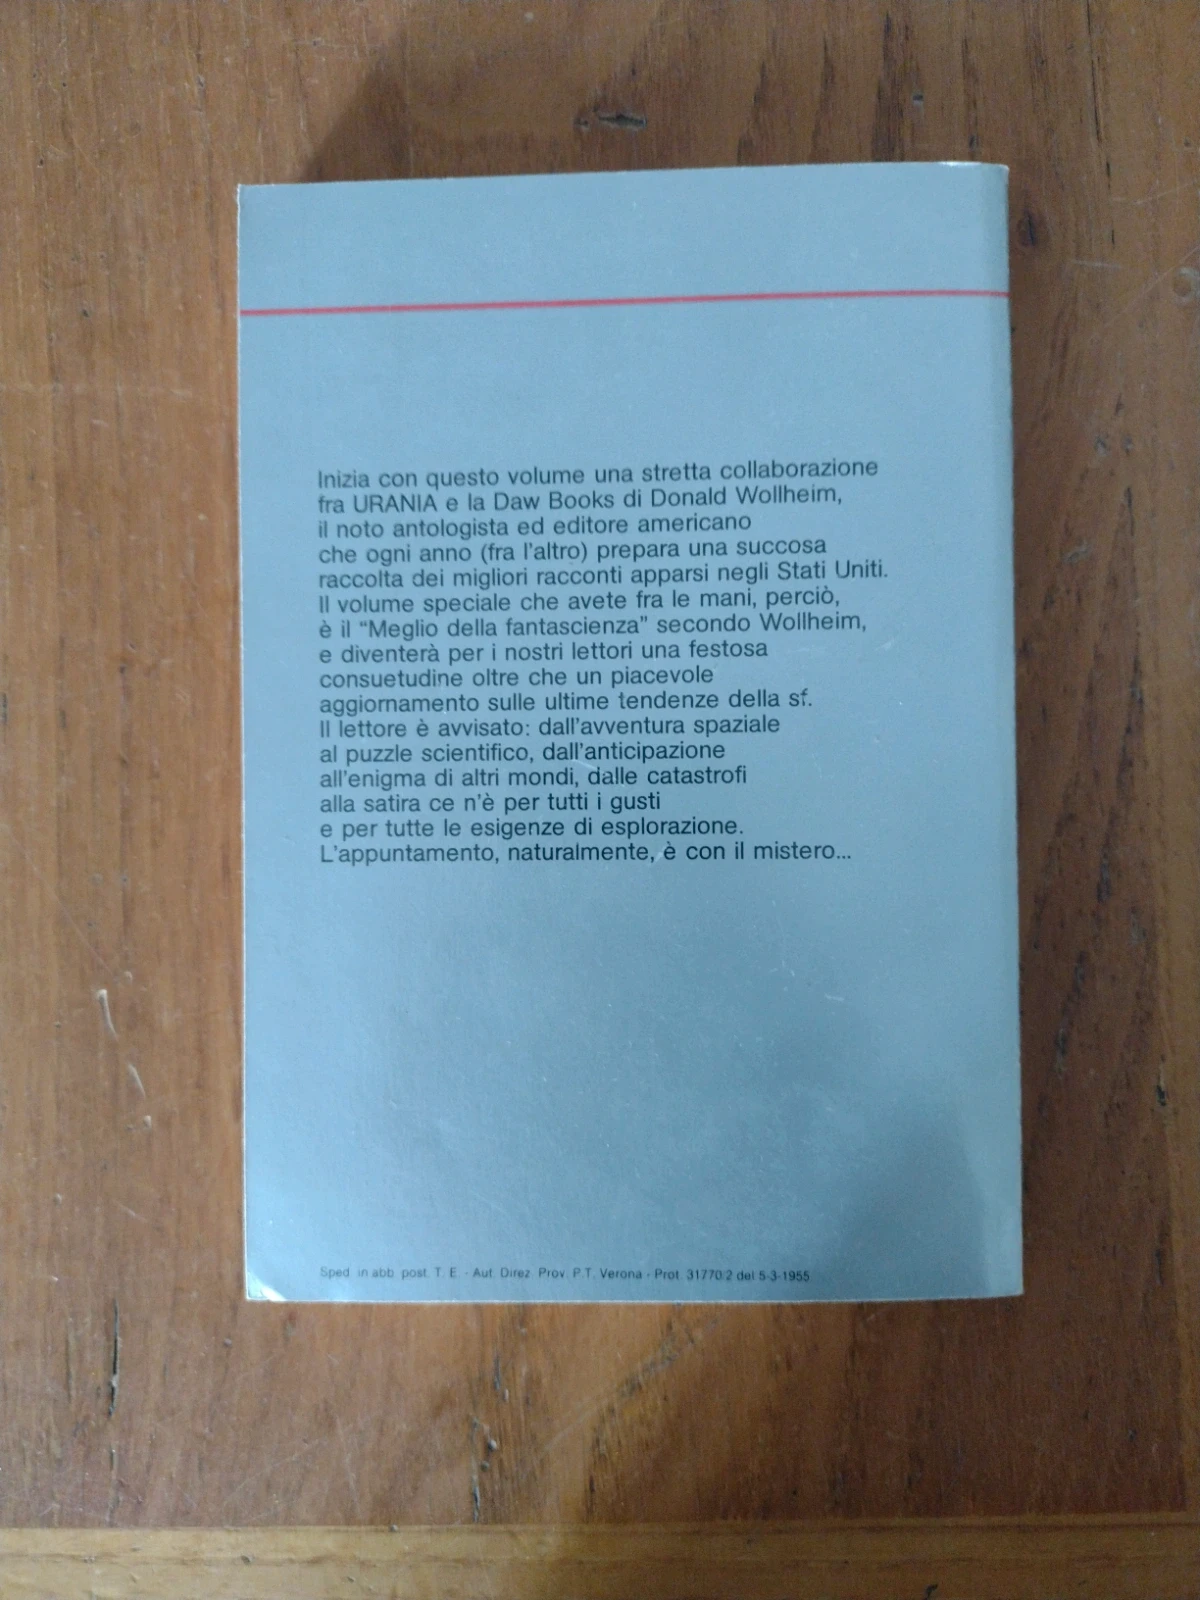 Inizia con questo volume una stretta collaborazione
fra URANIA e la Daw Books di Donald Wollheim,
il noto antologista ed editore americano
che ogni anno (fra l'altro) prepara una succosa
raccolta dei migliori racconti apparsi negli Stati Uniti.
Il volume speciale che avete fra le mani, perciò,
è il "Meglio della fantascienza" secondo Wollheim,
e diventerà per i nostri lettori una festosa
consuetudine oltre che un piacevole
aggiornamento sulle ultime tendenze della sf.
Il lettore è avvisato: dall'avventura spaziale
al puzzle scientifico, dall'anticipazione
all'enigma di altri mondi, dalle catastrofi
alla satira ce n'è per tutti i gusti
e per tutte le esigenze di esplorazione.
L'appuntamento, naturalmente, è con il mistero...
Sped. in abb. post. T. E. - Aut. Direz. Prov. P.T. Verona - Prot. 31770/2 del 5-3-1955